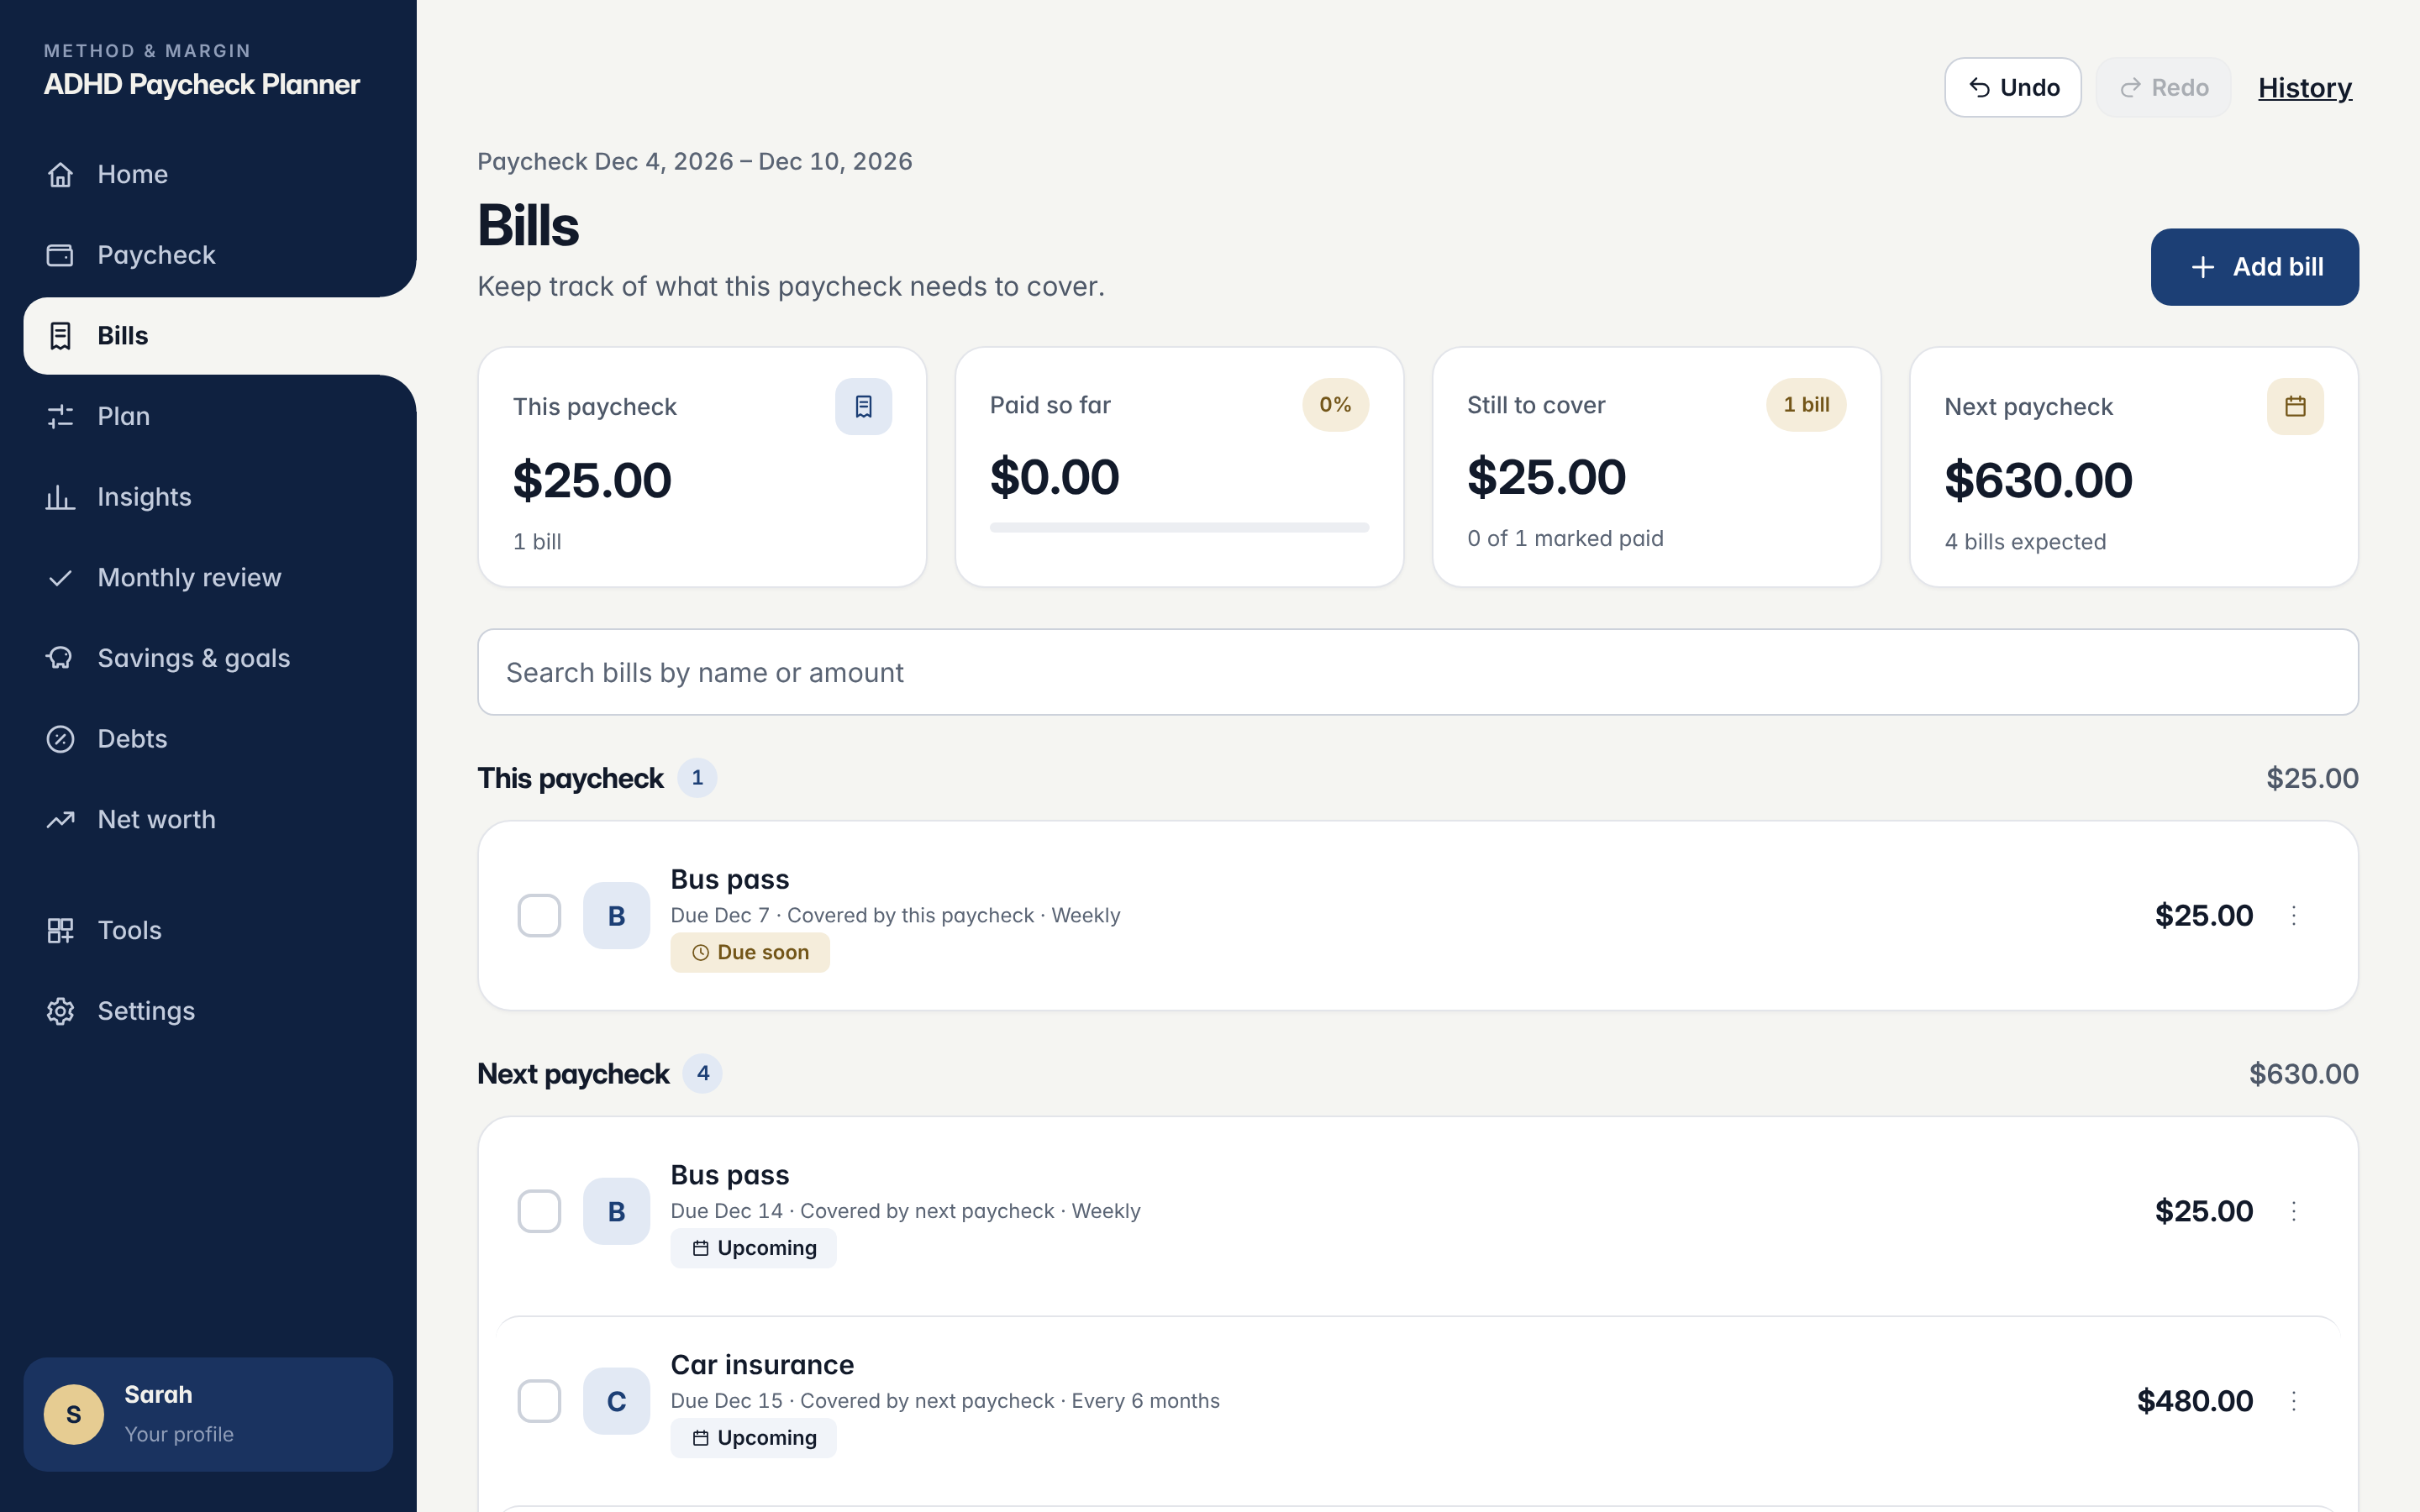 METHOD & MARGIN
ADHD Paycheck Planner
Home
Paycheck
Bills
Plan
Insights
Monthly review
Savings & goals
Debts
Net worth
Tools
Settings
S
Sarah
Your profile
Undo
Redo
History
Paycheck Dec 4, 2026 – Dec 10, 2026
Bills
Keep track of what this paycheck needs to cover.
Add bill
This paycheck
$25.00
1 bill
Paid so far
0%
$0.00
Still to cover
1 bill
$25.00
0 of 1 marked paid
Next paycheck
$630.00
4 bills expected
Search bills by name or amount
This paycheck 1 $25.00
B
Bus pass
Due Dec 7 · Covered by this paycheck · Weekly
Due soon
$25.00
Next paycheck 4 $630.00
B
Bus pass
Due Dec 14 · Covered by next paycheck · Weekly
Upcoming
$25.00
C
Car insurance
Due Dec 15 · Covered by next paycheck · Every 6 months
Upcoming
$480.00